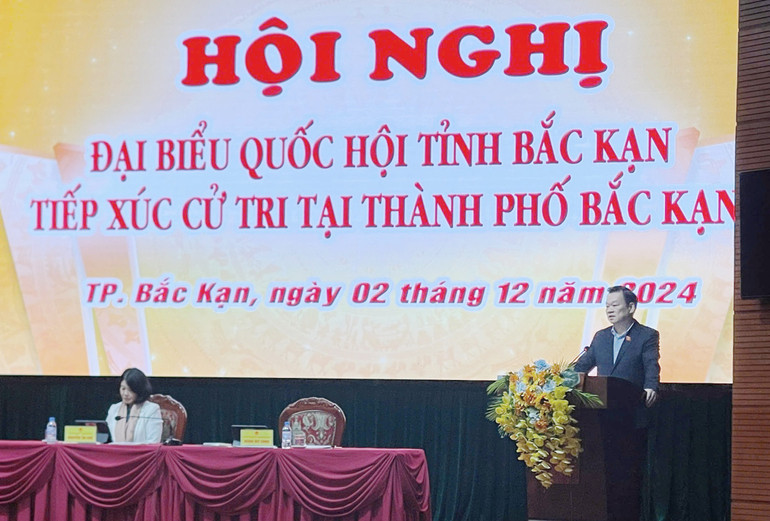 HỘI NGHỊ
ĐẠI BIỂU QUỐC HỘI TỈNH BẮC KẠN
TIẾP XÚC CỬ TRI TẠI THÀNH PHỐ BẮC KẠN
TP. Bắc Kạn, ngày 02 tháng 12 năm 2024